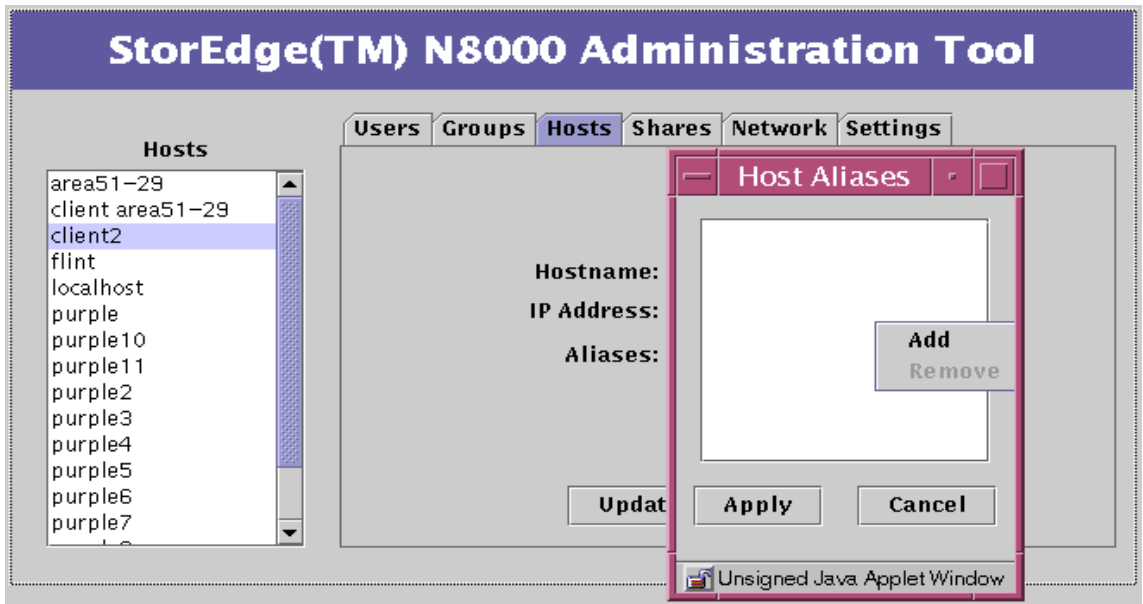 StorEdge(TM) N8000 Administration Tool
Users Groups Hosts Shares Network Settings
Hosts
area51-29
client area51-29
client2
flint
localhost
purple
purple10
purple11
purple2
purple3
purple4
purple5
purple6
purple7
Hostname:
IP Address:
Aliases:
Updat
Host Aliases
Add
Remove
Apply Cancel
Unsigned Java Applet Window